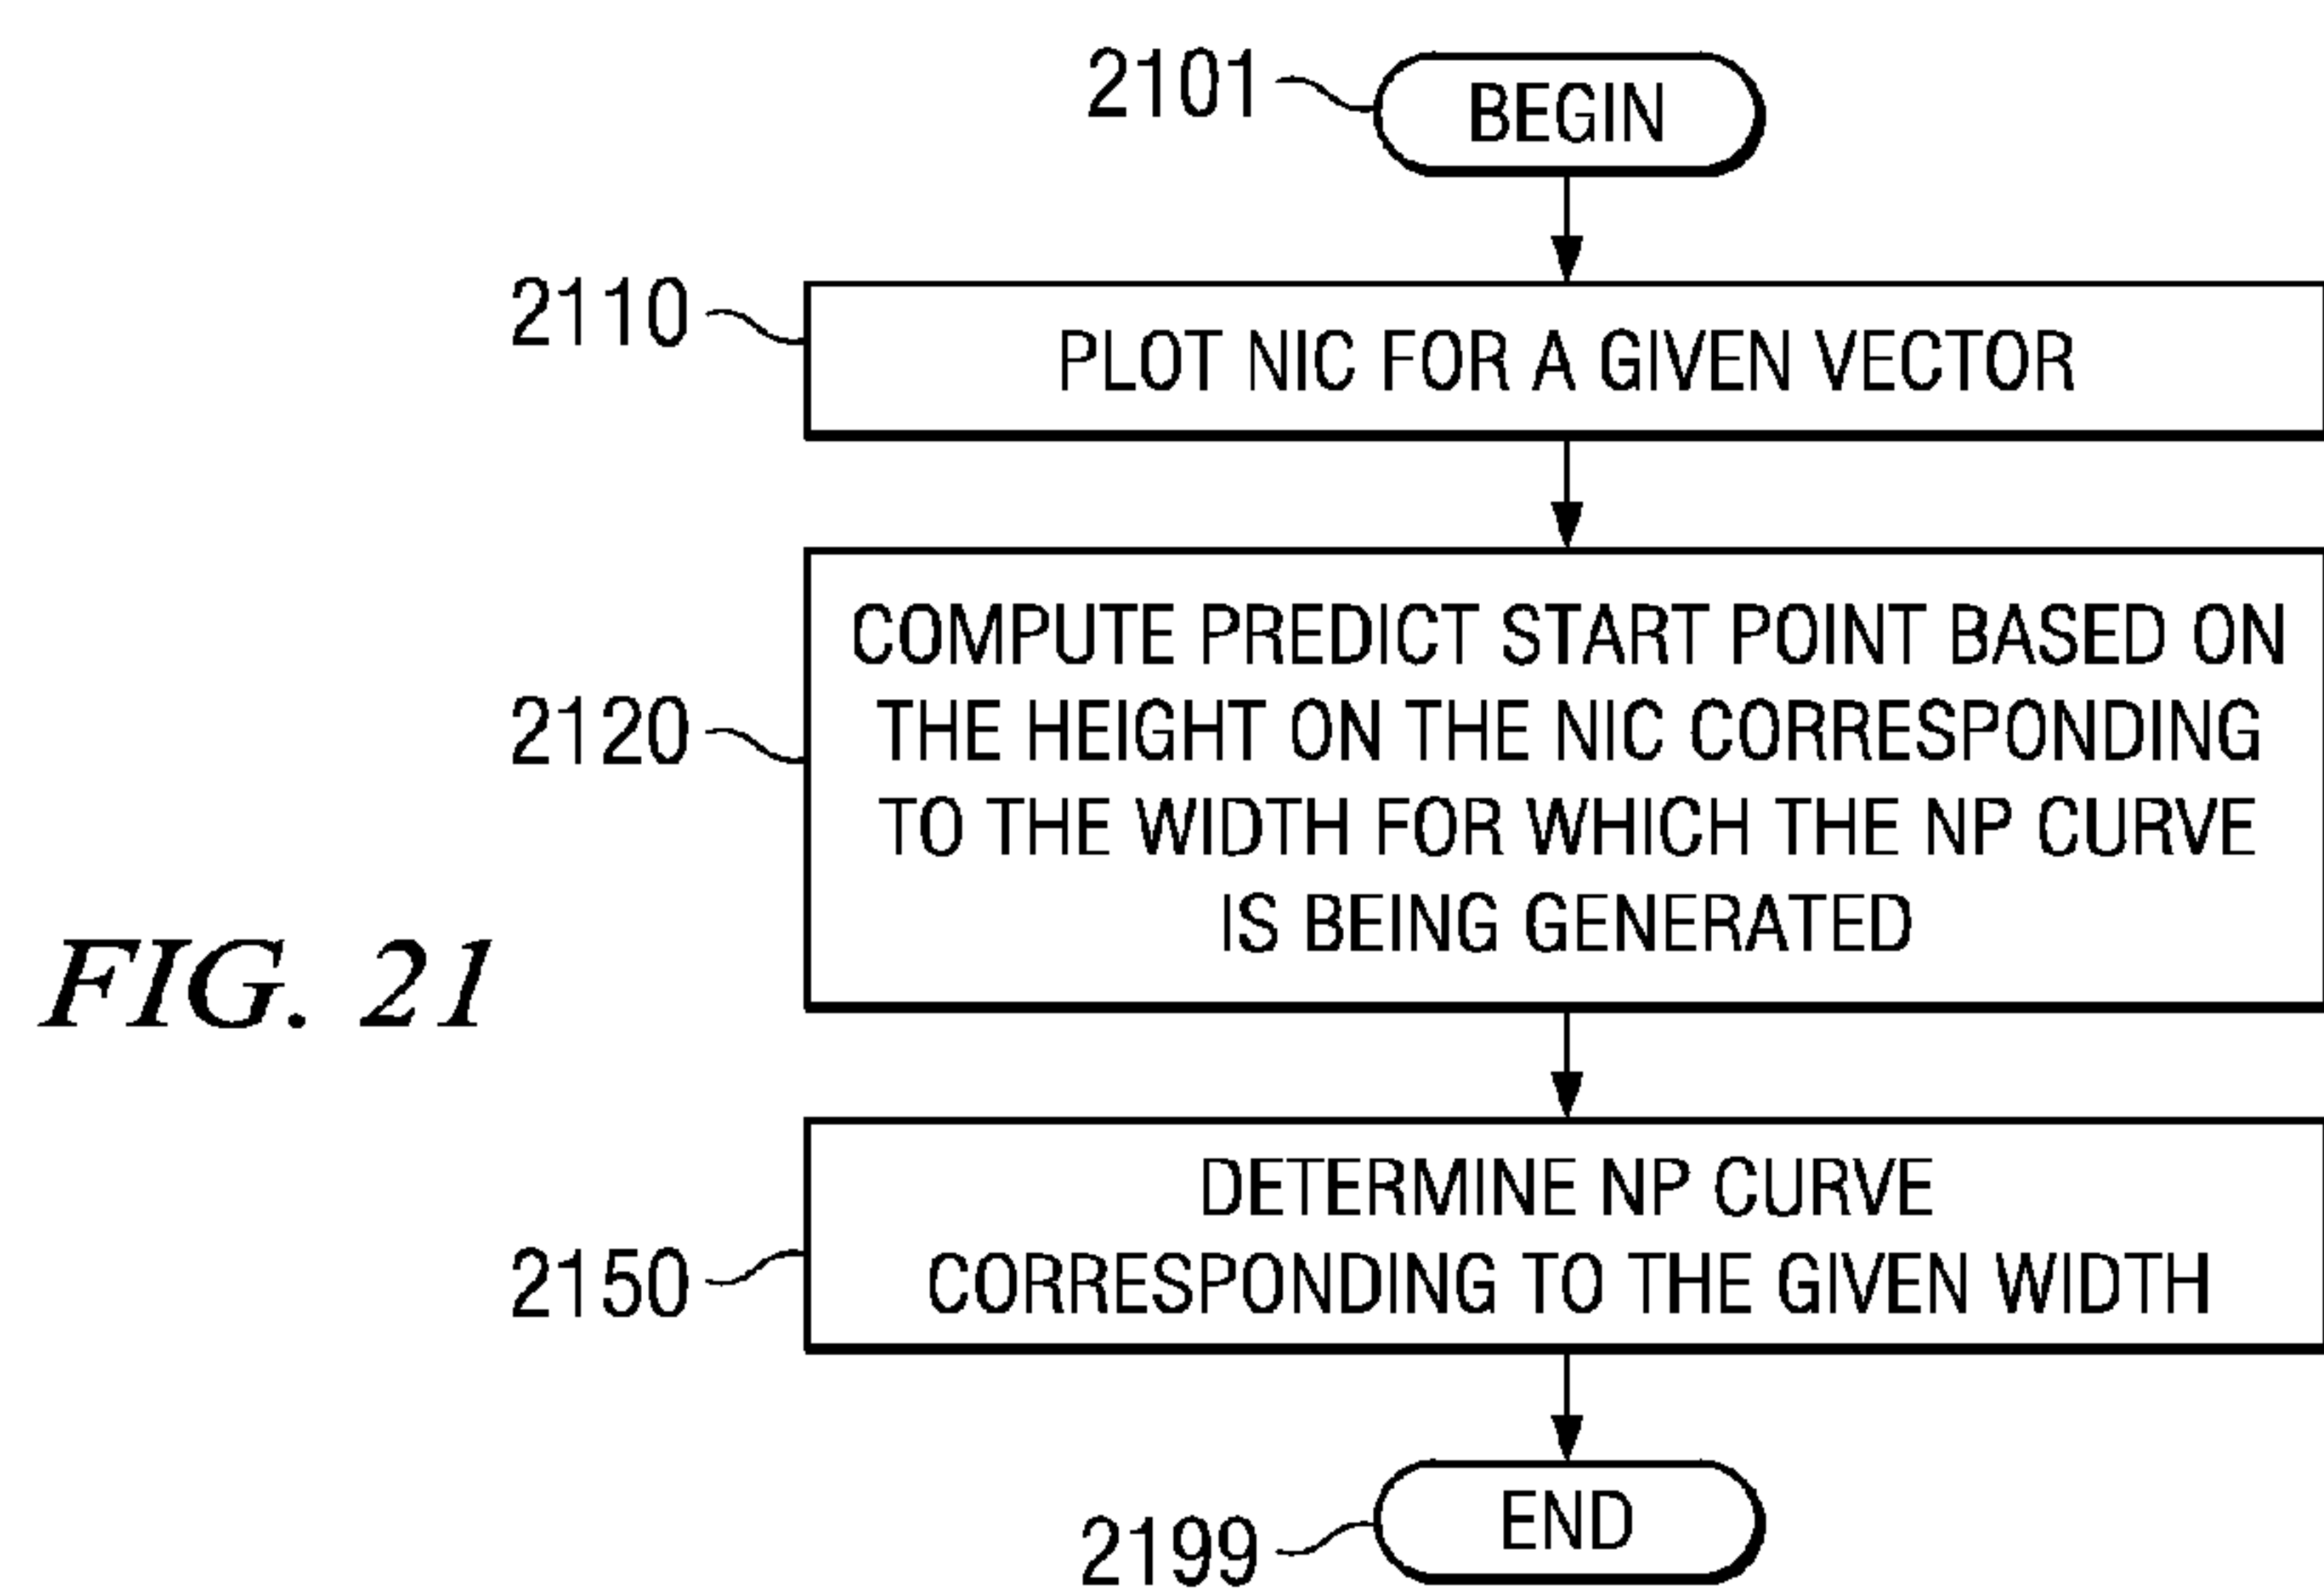 2101
BEGIN
2110
PLOT NIC FOR A GIVEN VECTOR
2120
COMPUTE PREDICT START POINT BASED ON
THE HEIGHT ON THE NIC CORRESPONDING
TO THE WIDTH FOR WHICH THE NP CURVE
IS BEING GENERATED
FIG. 21
2150
DETERMINE NP CURVE
CORRESPONDING TO THE GIVEN WIDTH
2199
END